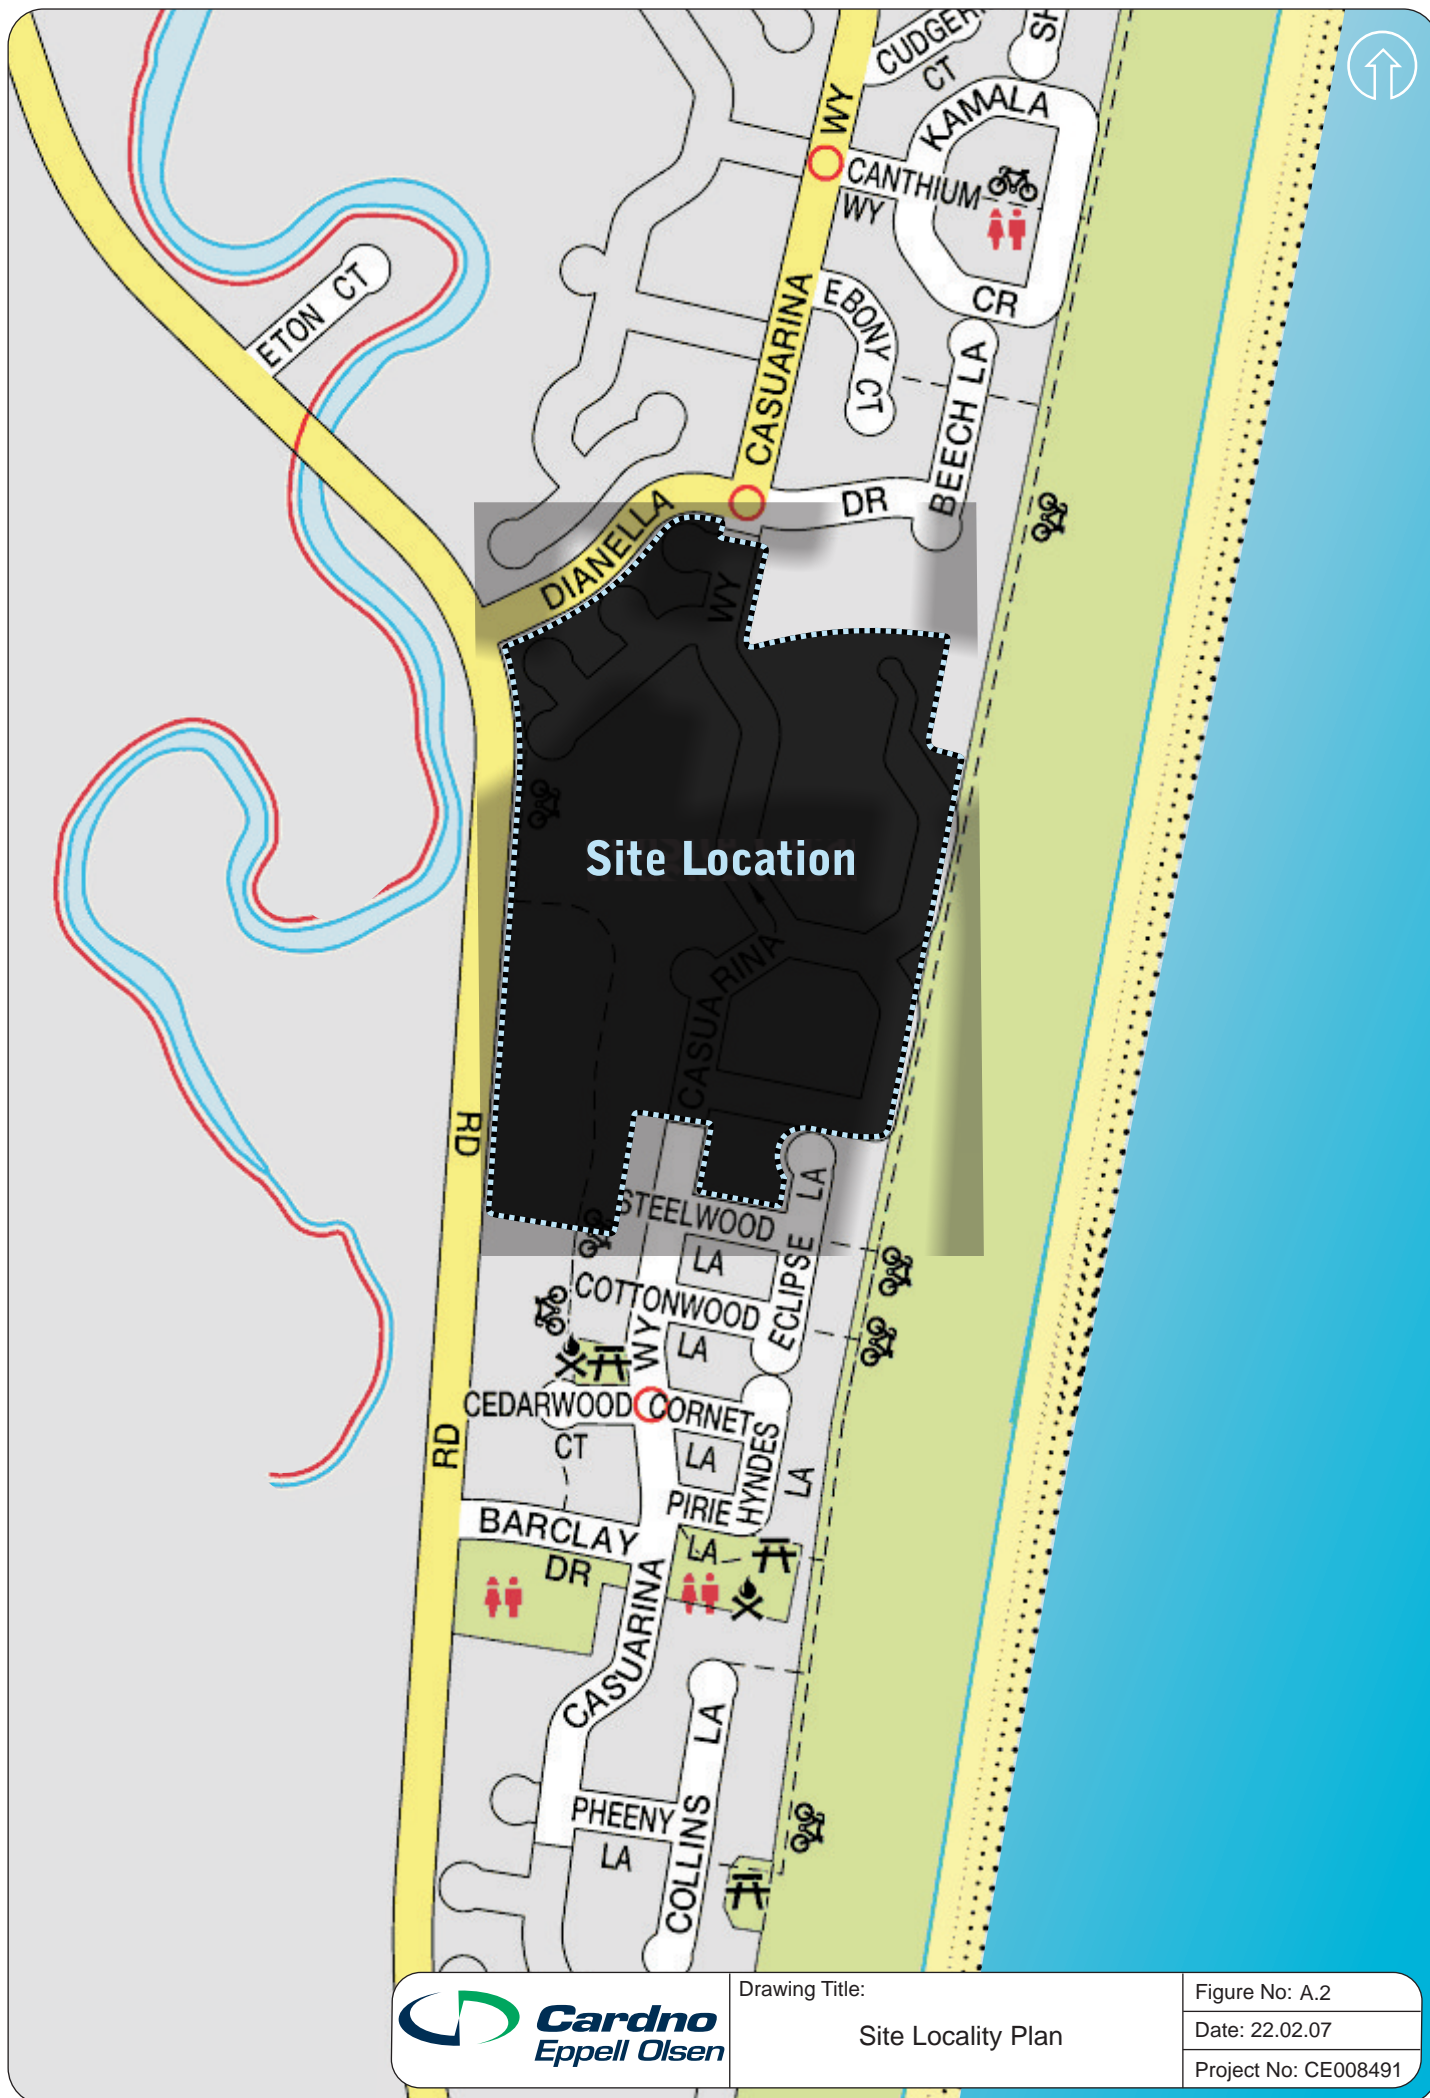 CUDGER
CT
SH
KAMALA
WY
CANTHIUM
WY
CR
ETON CT
EBONY
CT
CASUARINA
BEECH LA
DR
DIANELLA
WY
Site Location
CASUARINA
RD
STEELWOOD
LA
LA
ECLIPSE
COTTONWOOD
LA
WY
CEDARWOOD
CT
CORNET
LA
HYNDES
LA
RD
PIRIE
LA
BARCLAY
DR
CASUARINA
LA
PHEENY
LA
COLLINS
Cardno
Eppell Olsen
Drawing Title:
Site Locality Plan
Figure No: A.2
Date: 22.02.07
Project No: CE008491